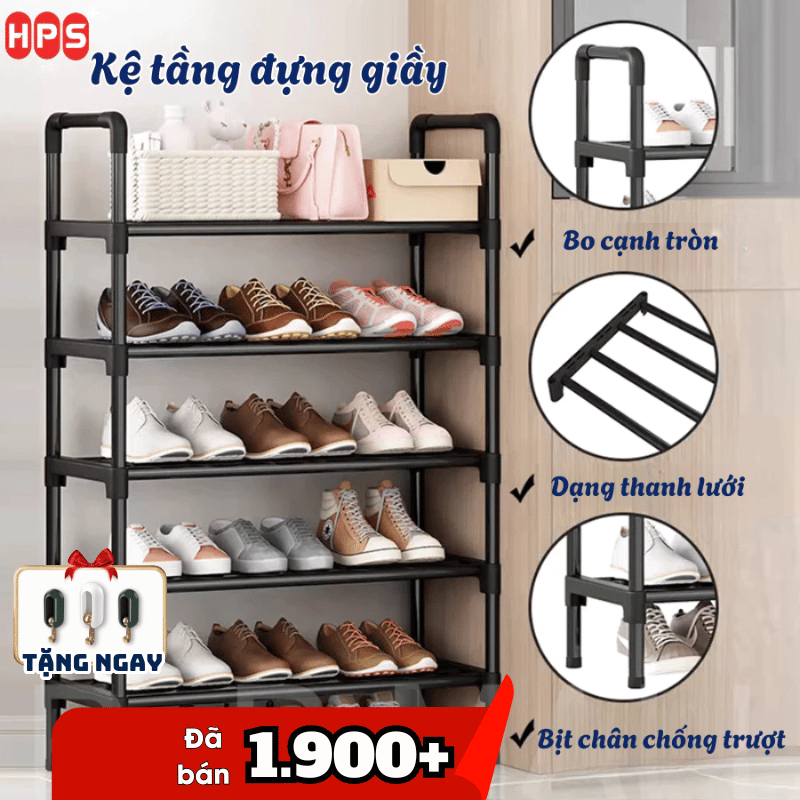 HPS
Kệ tầng đựng giầy
Bo cạnh tròn
Dạng thanh lưới
TẶNG NGAY
Bịt chân chống trượt
Đã
bán
1.900+